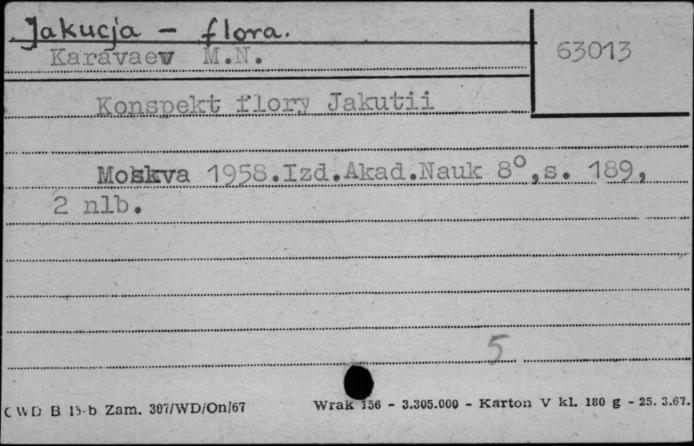 Jakucja - flora.
Karavaev M.N.
63013
Konspekt flory Jakutii
Moskva 1958.Izd.Akad.Nauk 8°,s. 189,
2 nlb.
5
CWD B 15-b Zam. 307/WD/On/67 Wrak 156 - 3.305.000 - Karton V kl. 180 g - 25. 3.67.